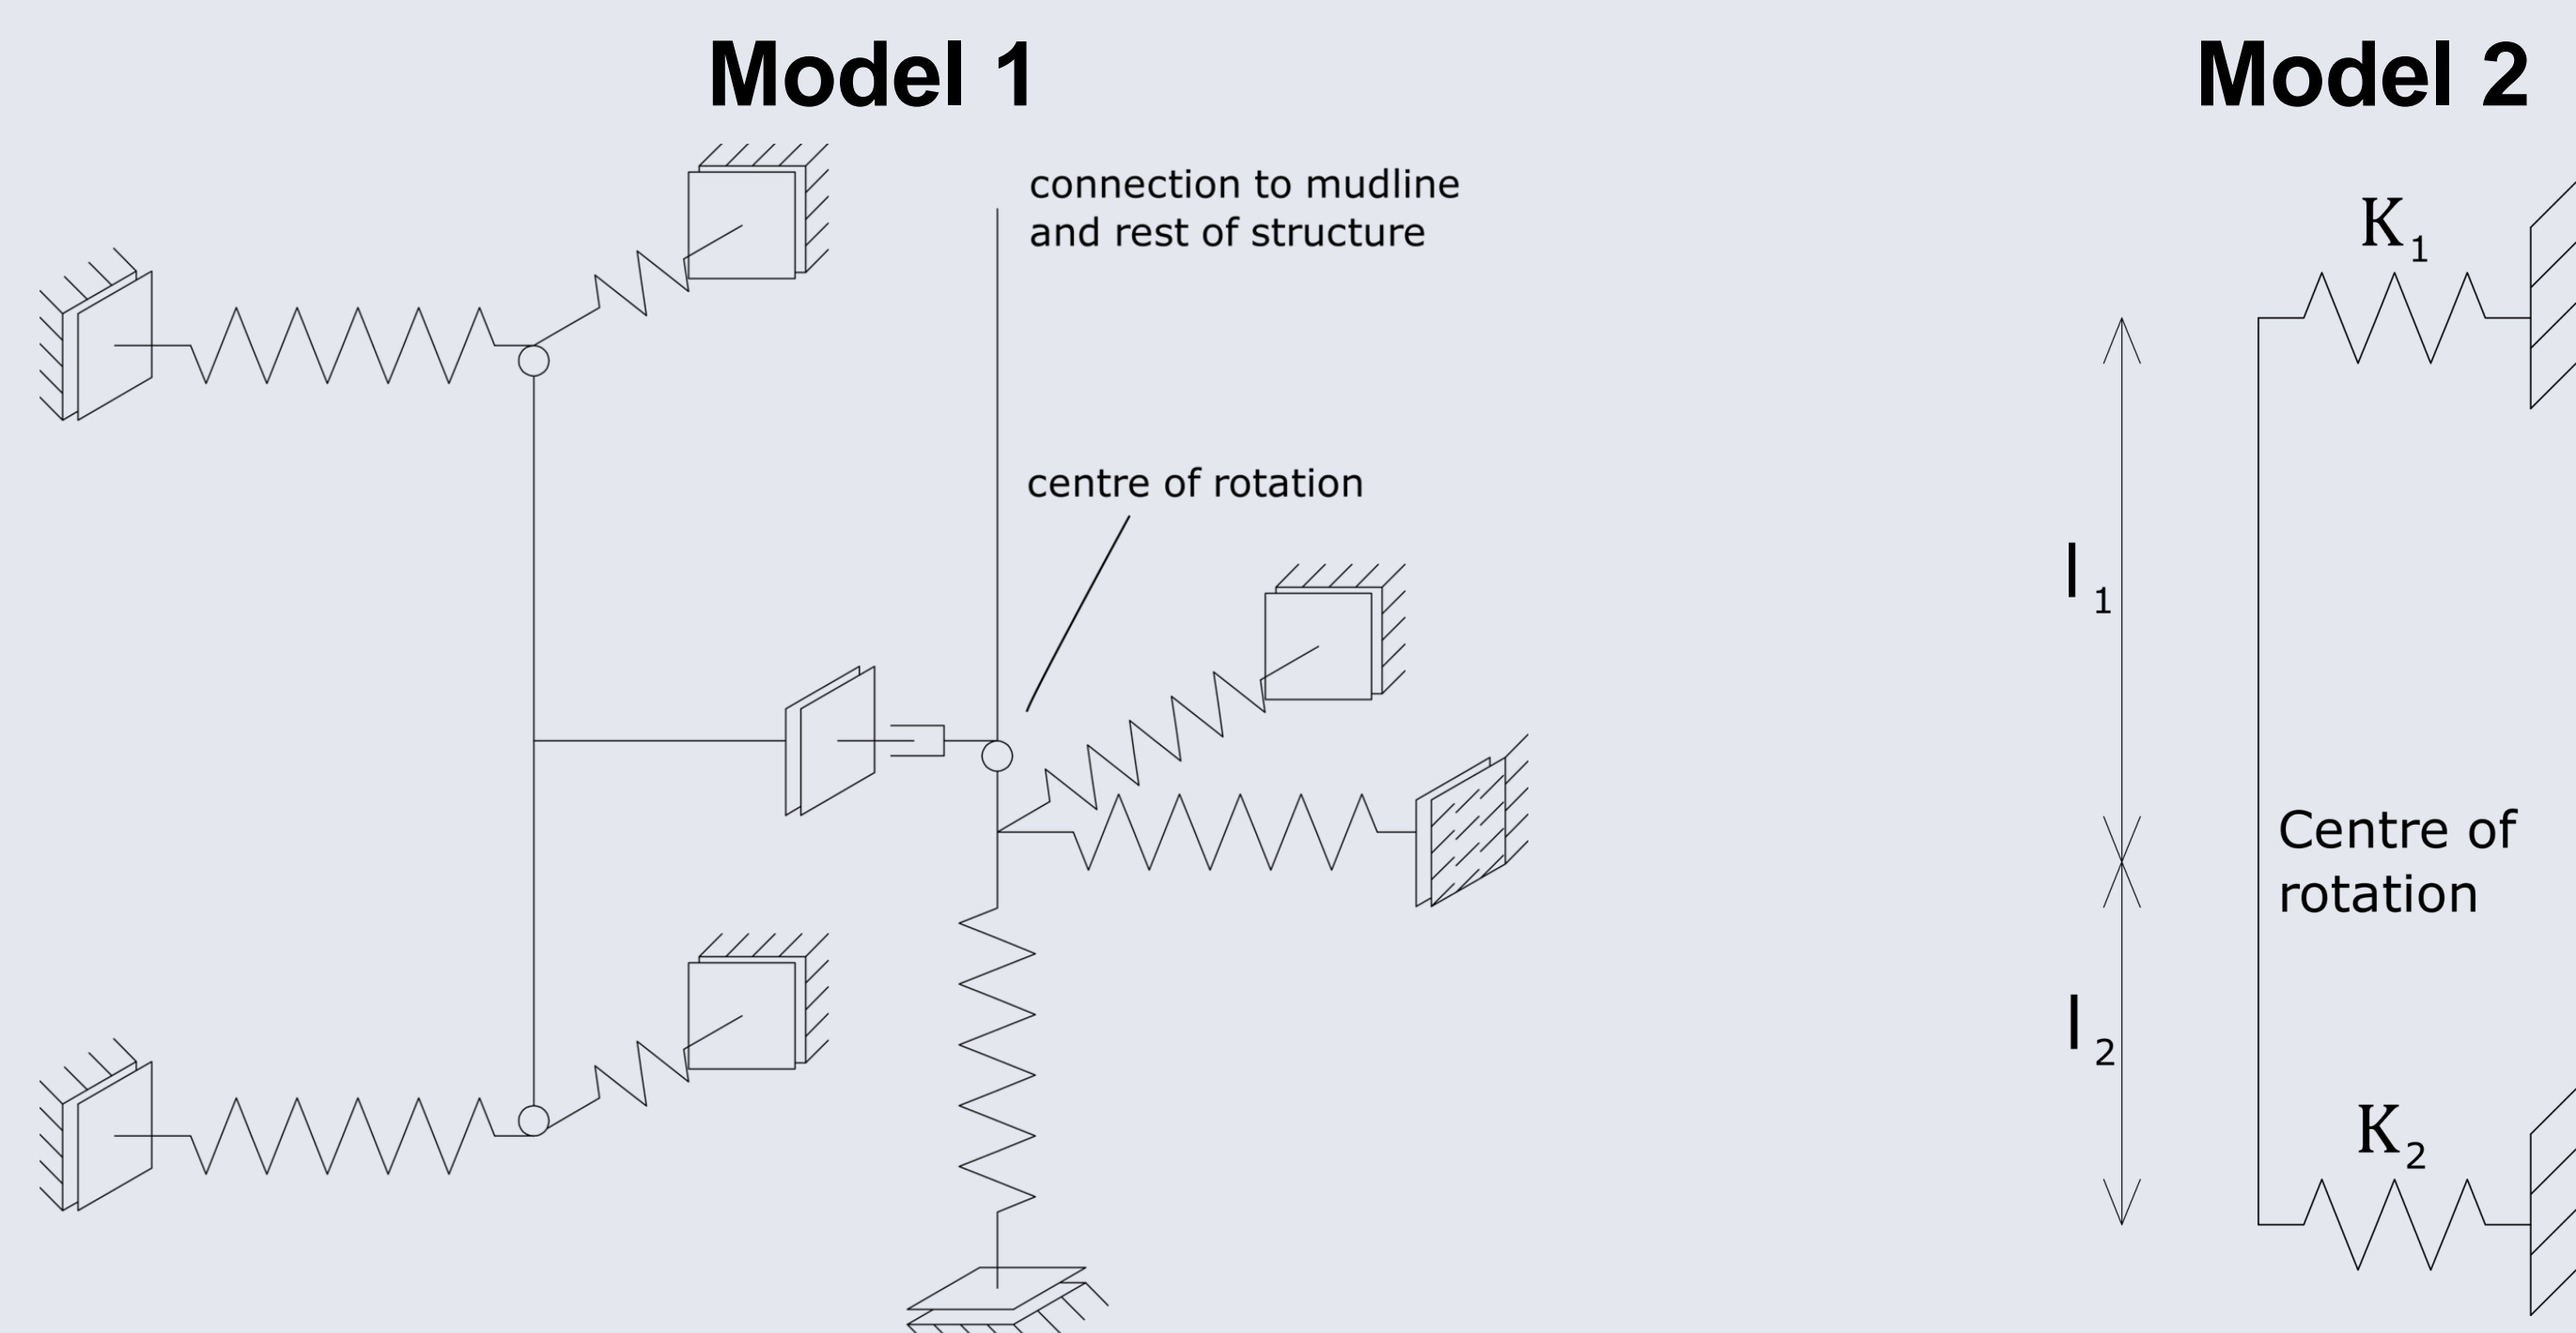 Model 1
Model 2
connection to mudline
and rest of structure
centre of rotation
K1
l1
Centre of
rotation
l2
K2